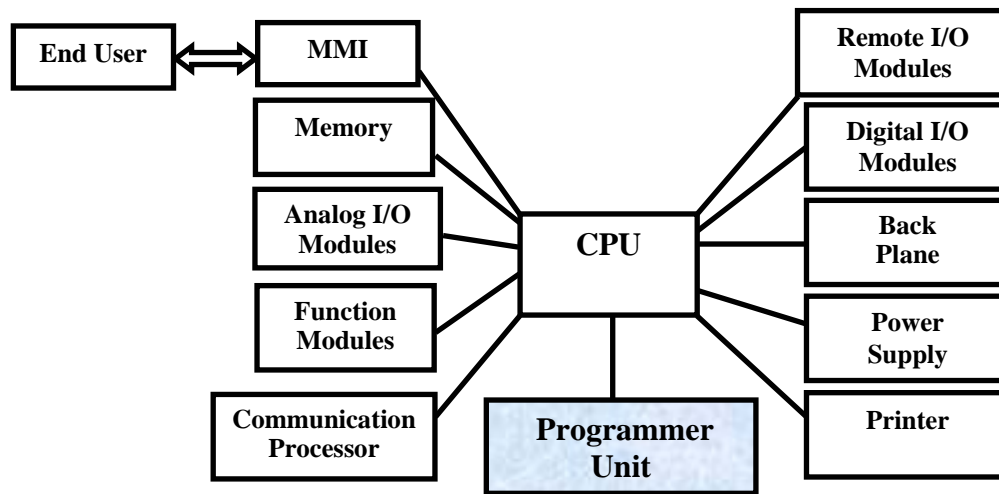 End User
MMI
Memory
Analog I/O
Modules
Function
Modules
Communication
Processor
CPU
Programmer
Unit
Remote I/O
Modules
Digital I/O
Modules
Back
Plane
Power
Supply
Printer